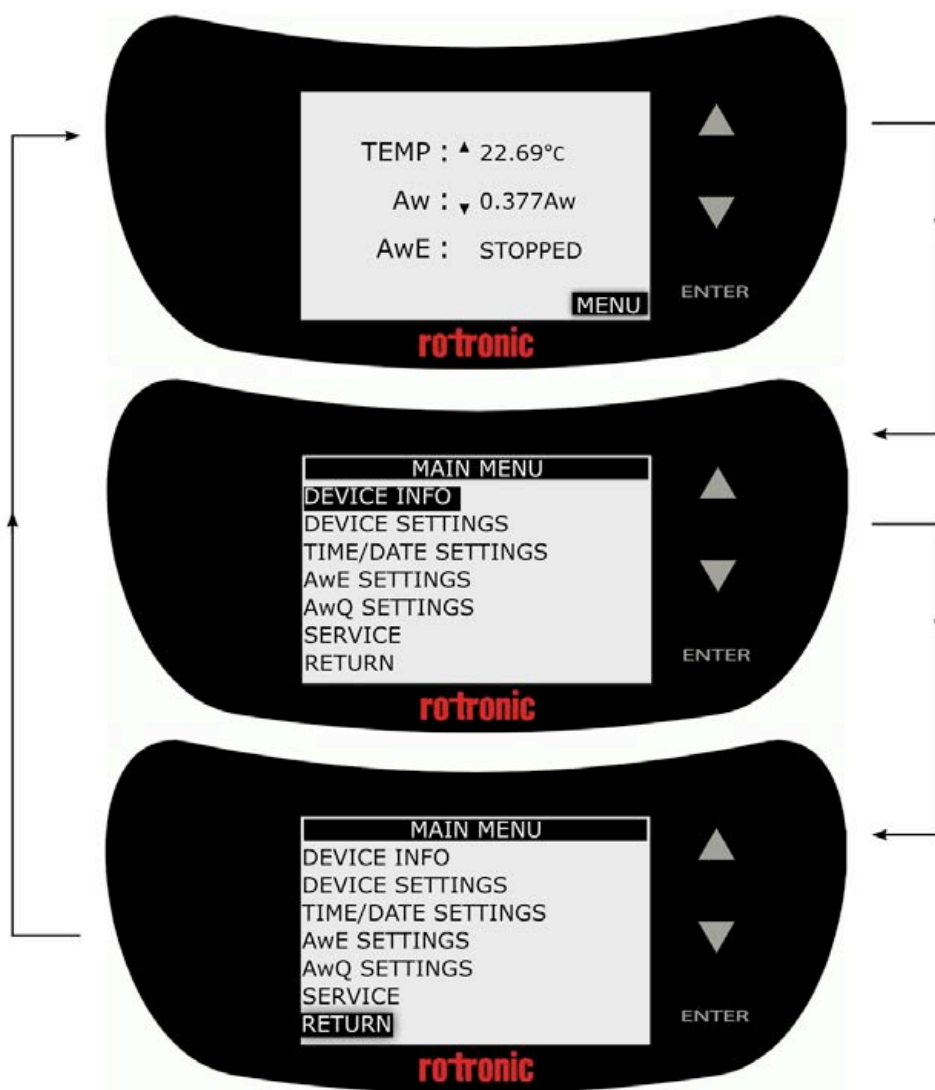 TEMP : ▲ 22.69°C
Aw : ▼ 0.377Aw
AwE : STOPPED
MENU
ENTER
rotronic
MAIN MENU
DEVICE INFO
DEVICE SETTINGS
TIME/DATE SETTINGS
AwE SETTINGS
AwQ SETTINGS
SERVICE
RETURN
ENTER
rotronic
MAIN MENU
DEVICE INFO
DEVICE SETTINGS
TIME/DATE SETTINGS
AwE SETTINGS
AwQ SETTINGS
SERVICE
RETURN
ENTER
rotronic